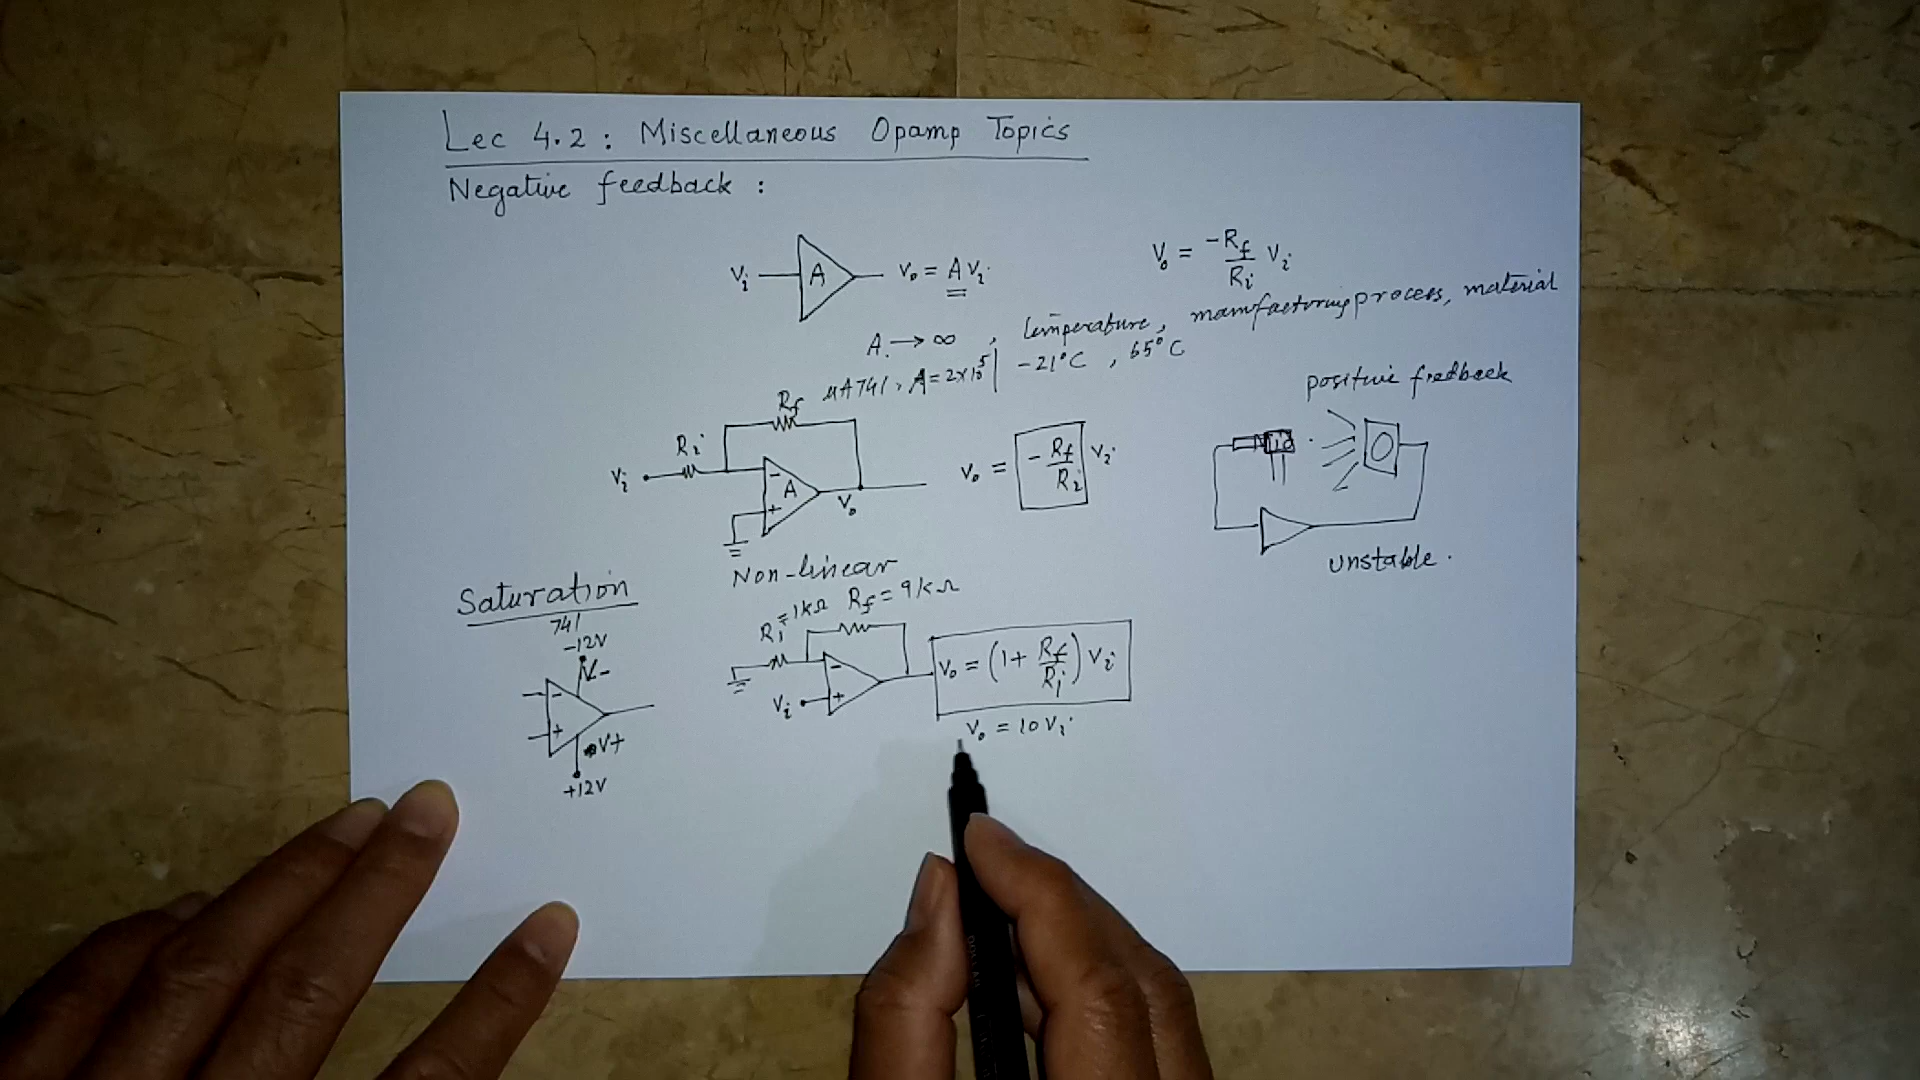 Lec 4.2 : Miscellaneous Opamp Topics
Negative feedback :
Vi A Vo = A Vi
Vo = -Rf/Ri Vi
A → ∞ , temperature, manufactoring process, material
μA741, A = 2×10^5 | -21°C , 65°C
positive feedback
Rf
Ri
Vi - A + Vo
Vo = -Rf/Ri Vi
unstable.
Saturation
Non-linear
741
-12V
V-
- +
V+
+12V
Ri = 1kΩ Rf = 9kΩ
- +
Vi
Vo = (1 + Rf/Ri) Vi
Vo = 10 Vi